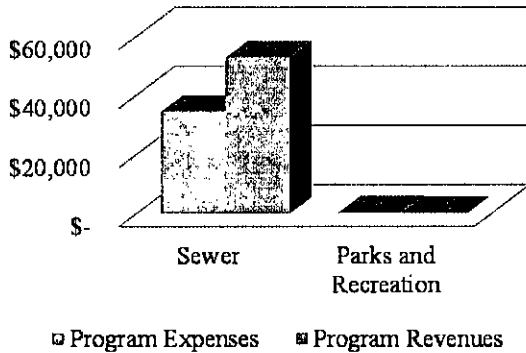 $60,000
$40,000
$20,000
$-
Sewer
Parks and
Recreation
Program Expenses
Program Revenues